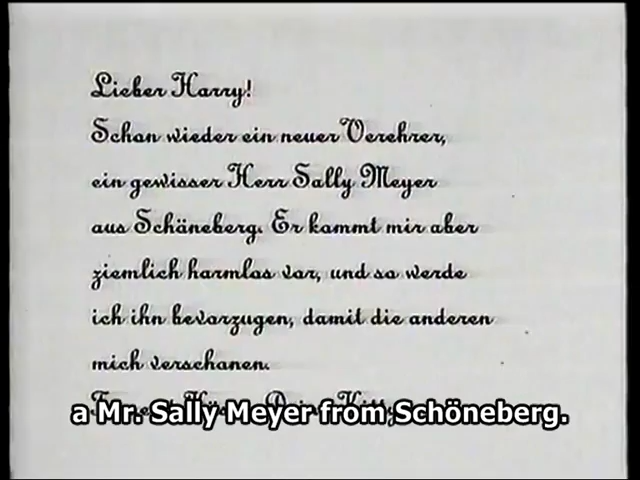 Lieber Harry!
Schon wieder ein neuer Verehrer,
ein gewisser Herr Sally Meyer
aus Schöneberg. Er kommt mir aber
ziemlich harmlos vor, und so werde
ich ihn bevorzugen, damit die anderen
mich verschonen.
Kitty
a Mr. Sally Meyer from Schöneberg.